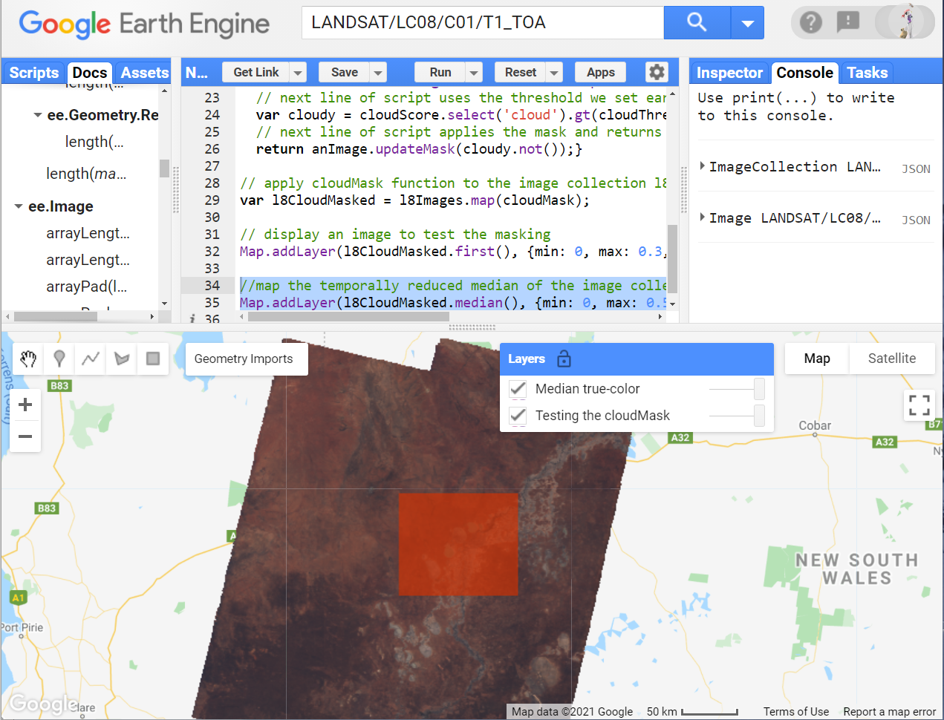 Google Earth Engine
LANDSAT/LC08/C01/T1_TOA
Scripts Docs Assets
N... Get Link Save Run Reset Apps
Inspector Console Tasks
ee.Geometry.Re
length(...
length(ma...
ee.Image
arrayLengt...
arrayLengt...
arrayPad(l...
23 // next line of script uses the threshold we set ear
24 var cloudy = cloudScore.select('cloud').gt(cloudThre
25 // next line of script applies the mask and returns
26 return anImage.updateMask(cloudy.not());}
27
28 // apply cloudMask function to the image collection l8
29 var l8CloudMasked = l8Images.map(cloudMask);
30
31 // display an image to test the masking
32 Map.addLayer(l8CloudMasked.first(), {min: 0, max: 0.3,
33
34 //map the temporally reduced median of the image colle
35 Map.addLayer(l8CloudMasked.median(), {min: 0, max: 0.5
i 36
Use print(...) to write
to this console.
ImageCollection LAN... JSON
Image LANDSAT/LC08/... JSON
Geometry Imports
Layers
Median true-color
Testing the cloudMask
Map Satellite
B83
Cobar
A32
A32
B7
B83
A
NEW SOUTH
WALES
A1
Port Pirie
lare
Google
Map data ©2021 Google 50 km Terms of Use Report a map error